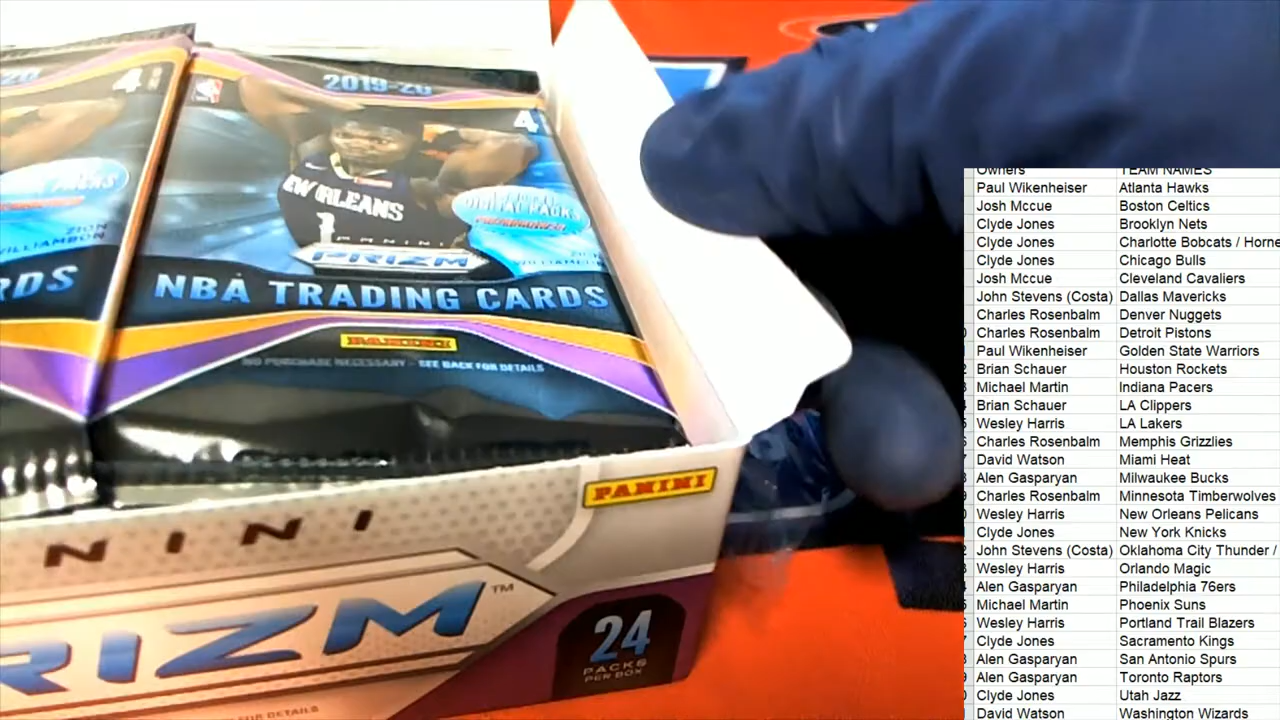 2019-20
4
4
NEW ORLEANS
1
PANINI
PRIZM
ZION
WILLIAMSON
NBA TRADING CARDS
RDS
PANINI
NO PURCHASE NECESSARY - SEE BACK FOR DETAILS
PANINI
NINI
RIZM™
24
PACKS
PER BOX
DETAILS
Owners TEAM NAMES
Paul Wikenheiser Atlanta Hawks
Josh Mccue Boston Celtics
Clyde Jones Brooklyn Nets
Clyde Jones Charlotte Bobcats / Horne
Clyde Jones Chicago Bulls
Josh Mccue Cleveland Cavaliers
John Stevens (Costa) Dallas Mavericks
Charles Rosenbalm Denver Nuggets
Charles Rosenbalm Detroit Pistons
Paul Wikenheiser Golden State Warriors
Brian Schauer Houston Rockets
Michael Martin Indiana Pacers
Brian Schauer LA Clippers
Wesley Harris LA Lakers
Charles Rosenbalm Memphis Grizzlies
David Watson Miami Heat
Alen Gasparyan Milwaukee Bucks
Charles Rosenbalm Minnesota Timberwolves
Wesley Harris New Orleans Pelicans
Clyde Jones New York Knicks
John Stevens (Costa) Oklahoma City Thunder /
Wesley Harris Orlando Magic
Alen Gasparyan Philadelphia 76ers
Michael Martin Phoenix Suns
Wesley Harris Portland Trail Blazers
Clyde Jones Sacramento Kings
Alen Gasparyan San Antonio Spurs
Alen Gasparyan Toronto Raptors
Clyde Jones Utah Jazz
David Watson Washington Wizards